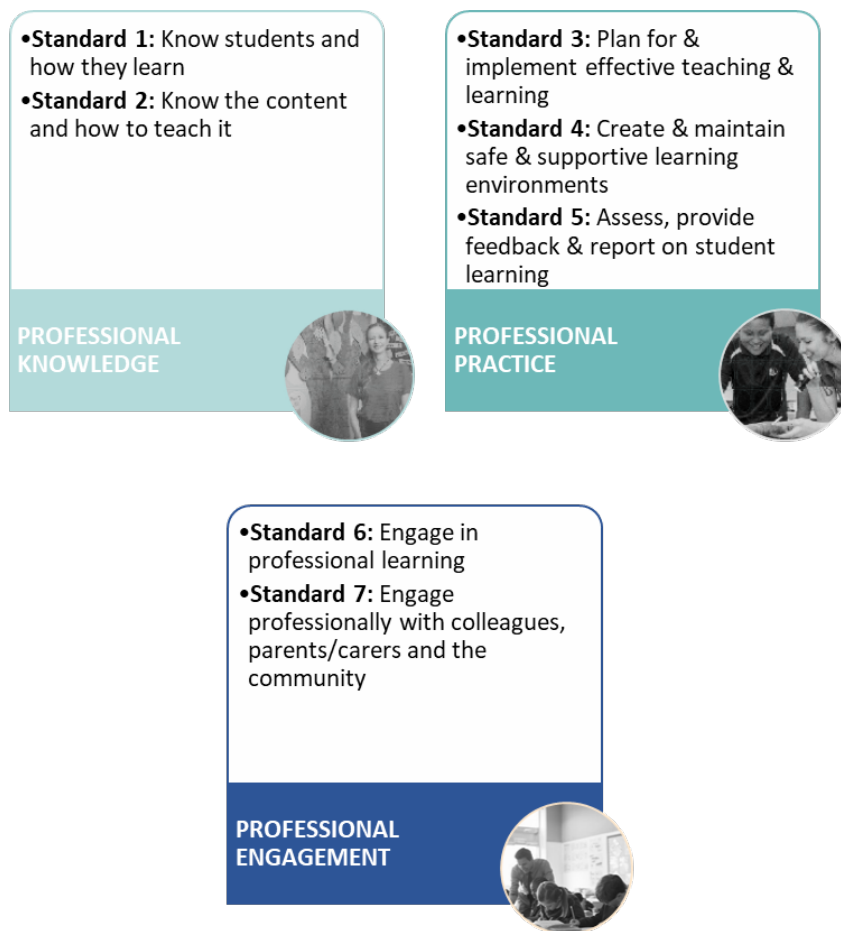 •Standard 1: Know students and
how they learn
•Standard 2: Know the content
and how to teach it
PROFESSIONAL
KNOWLEDGE
•Standard 3: Plan for &
implement effective teaching &
learning
•Standard 4: Create & maintain
safe & supportive learning
environments
•Standard 5: Assess, provide
feedback & report on student
learning
PROFESSIONAL
PRACTICE
•Standard 6: Engage in
professional learning
•Standard 7: Engage
professionally with colleagues,
parents/carers and the
community
PROFESSIONAL
ENGAGEMENT